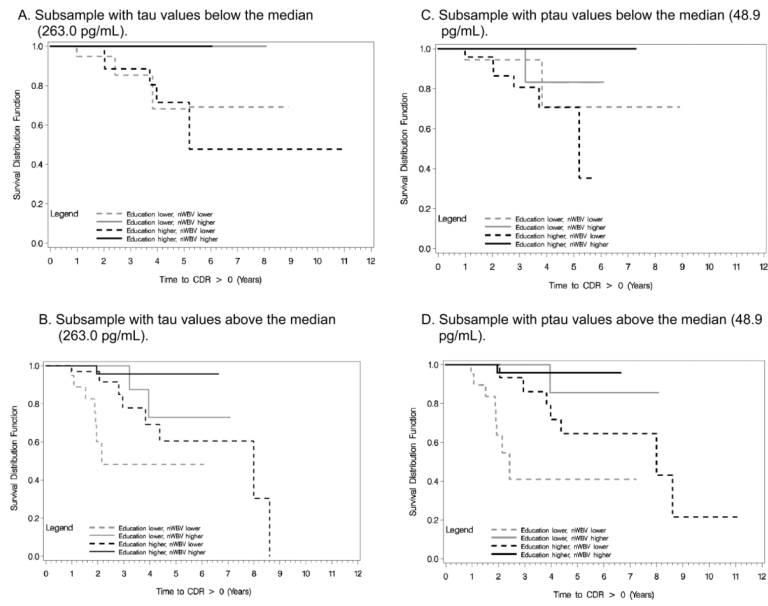 A. Subsample with tau values below the median
(263.0 pg/mL).
Survival Distribution Function
1.0
0.8
0.6
0.4
0.2
0.0
Legend
Education lower, nWBV lower
Education lower, nWBV higher
Education higher, nWBV lower
Education higher, nWBV higher
0 1 2 3 4 5 6 7 8 9 10 11 12
Time to CDR > 0 (Years)
C. Subsample with ptau values below the median (48.9
pg/mL).
Survival Distribution Function
1.0
0.8
0.6
0.4
0.2
0.0
Legend
Education lower, nWBV lower
Education lower, nWBV higher
Education higher, nWBV lower
Education higher, nWBV higher
0 1 2 3 4 5 6 7 8 9 10 11 12
Time to CDR > 0 (Years)
B. Subsample with tau values above the median
(263.0 pg/mL).
Survival Distribution Function
1.0
0.8
0.6
0.4
0.2
0.0
Legend
Education lower, nWBV lower
Education lower, nWBV higher
Education higher, nWBV lower
Education higher, nWBV higher
0 1 2 3 4 5 6 7 8 9 10 11 12
Time to CDR > 0 (Years)
D. Subsample with ptau values above the median (48.9
pg/mL).
Survival Distribution Function
1.0
0.8
0.6
0.4
0.2
0.0
Legend
Education lower, nWBV lower
Education lower, nWBV higher
Education higher, nWBV lower
Education higher, nWBV higher
0 1 2 3 4 5 6 7 8 9 10 11 12
Time to CDR > 0 (Years)